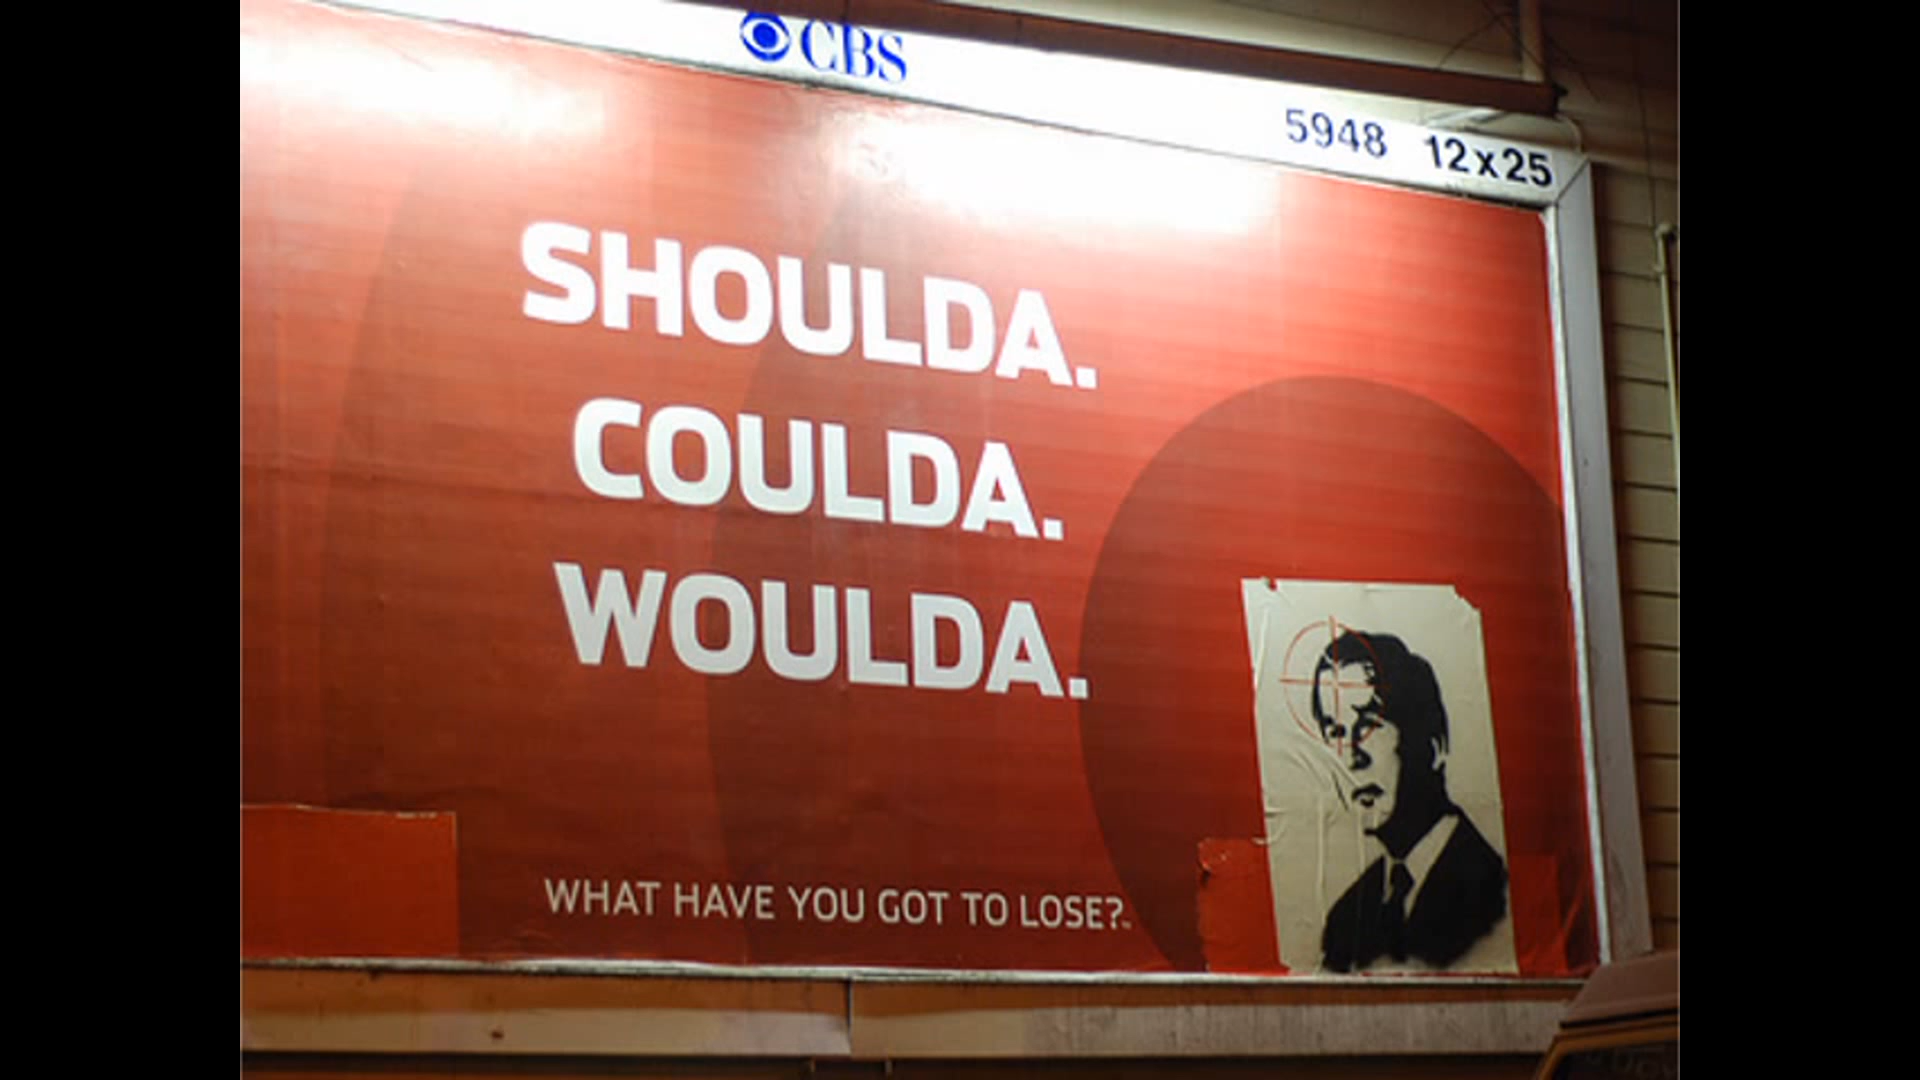 CBS
5948 12x25
SHOULDA.
COULDA.
WOULDA.
WHAT HAVE YOU GOT TO LOSE?